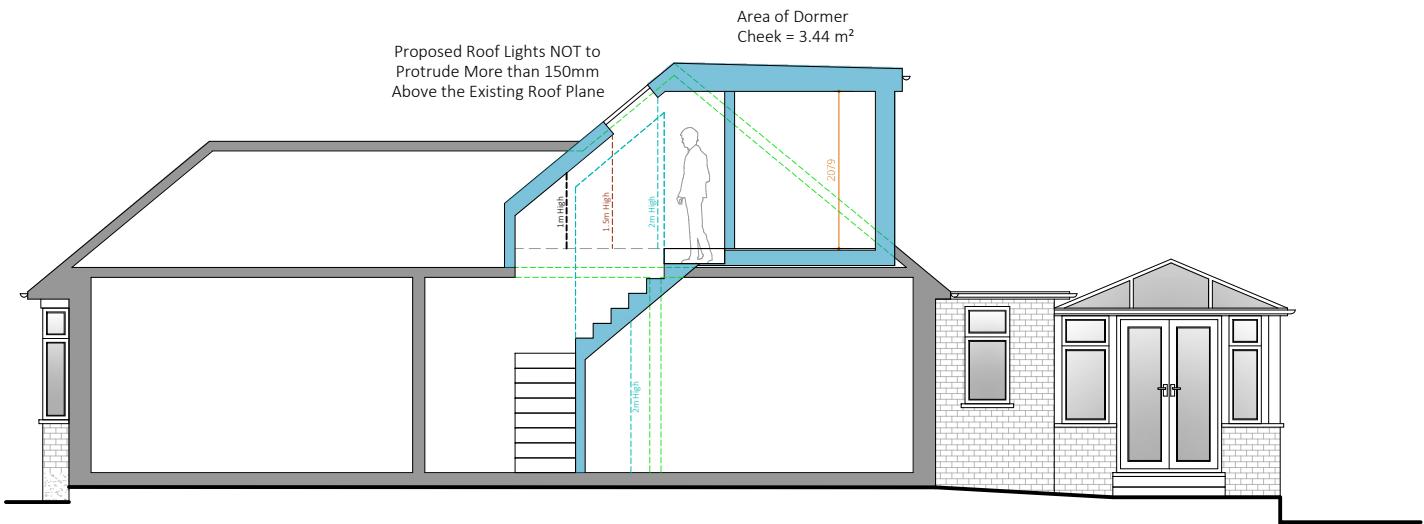 Area of Dormer
Cheek = 3.44 m²
Proposed Roof Lights NOT to
Protrude More than 150mm
Above the Existing Roof Plane
1m High
1.5m High
2m High
2079
2m High